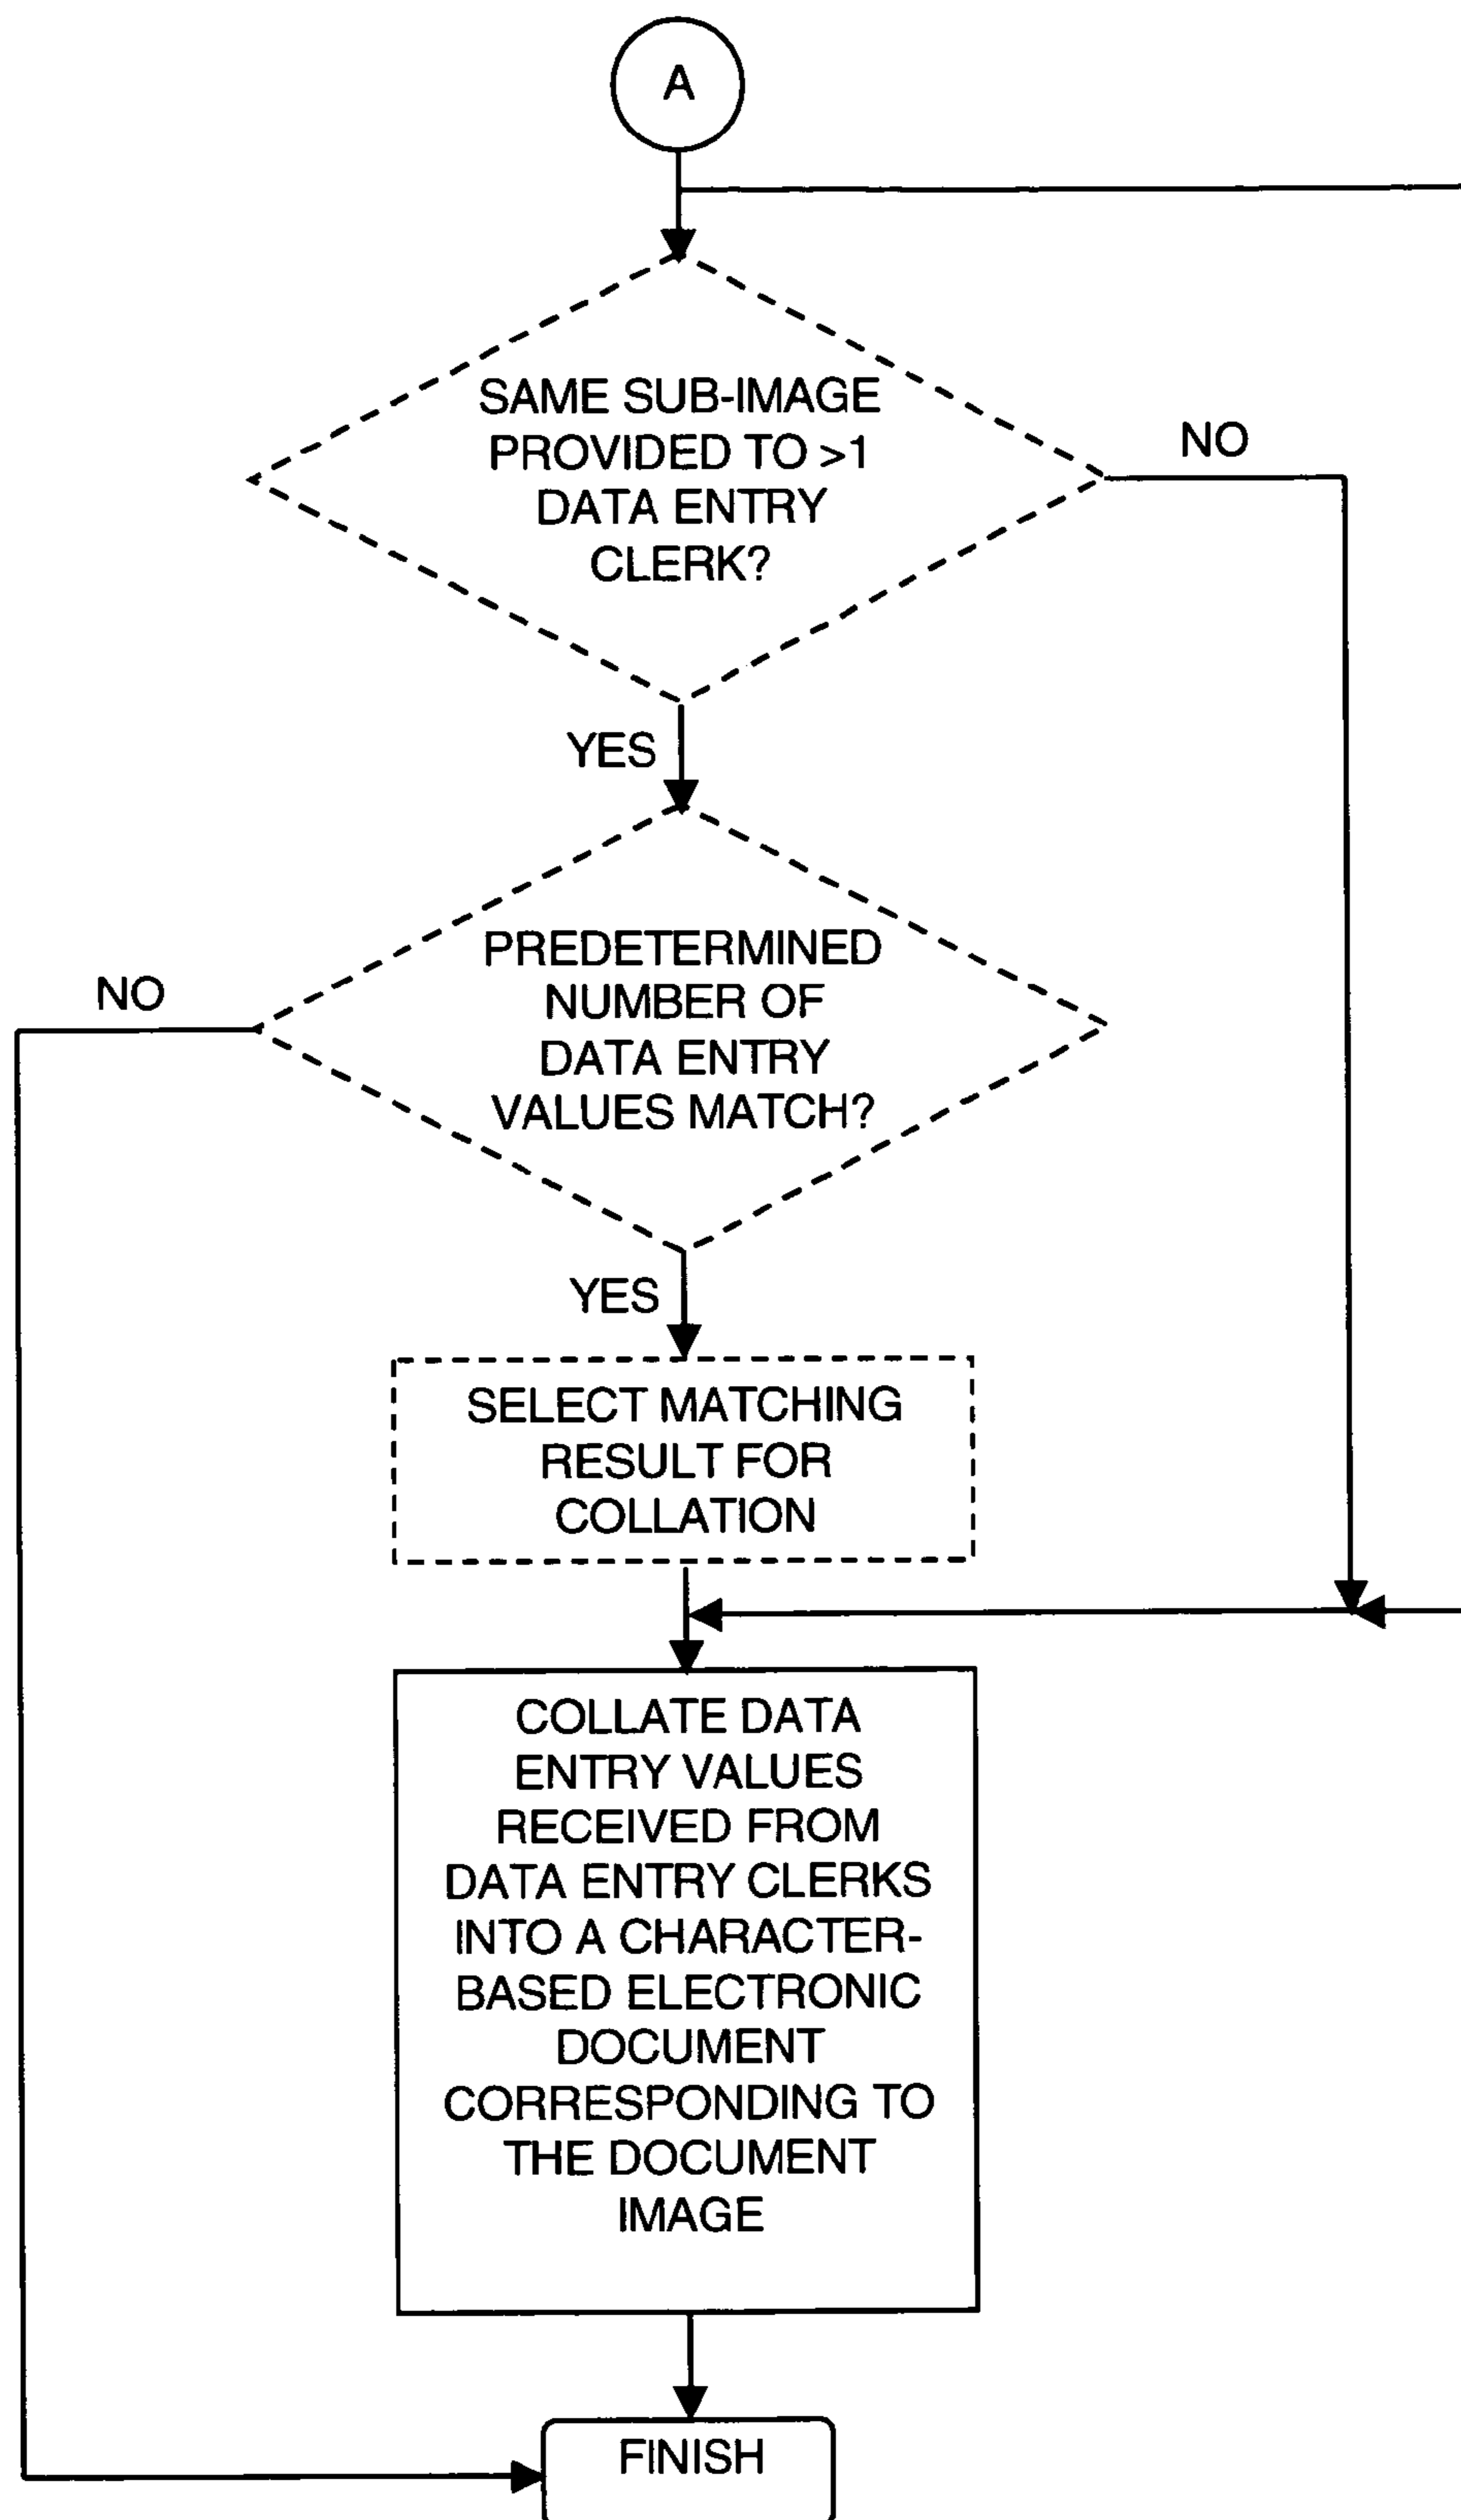 A
SAME SUB-IMAGE
PROVIDED TO >1
DATA ENTRY
CLERK?
NO
YES
PREDETERMINED
NUMBER OF
DATA ENTRY
VALUES MATCH?
NO
YES
SELECT MATCHING
RESULT FOR
COLLATION
COLLATE DATA
ENTRY VALUES
RECEIVED FROM
DATA ENTRY CLERKS
INTO A CHARACTER-
BASED ELECTRONIC
DOCUMENT
CORRESPONDING TO
THE DOCUMENT
IMAGE
FINISH